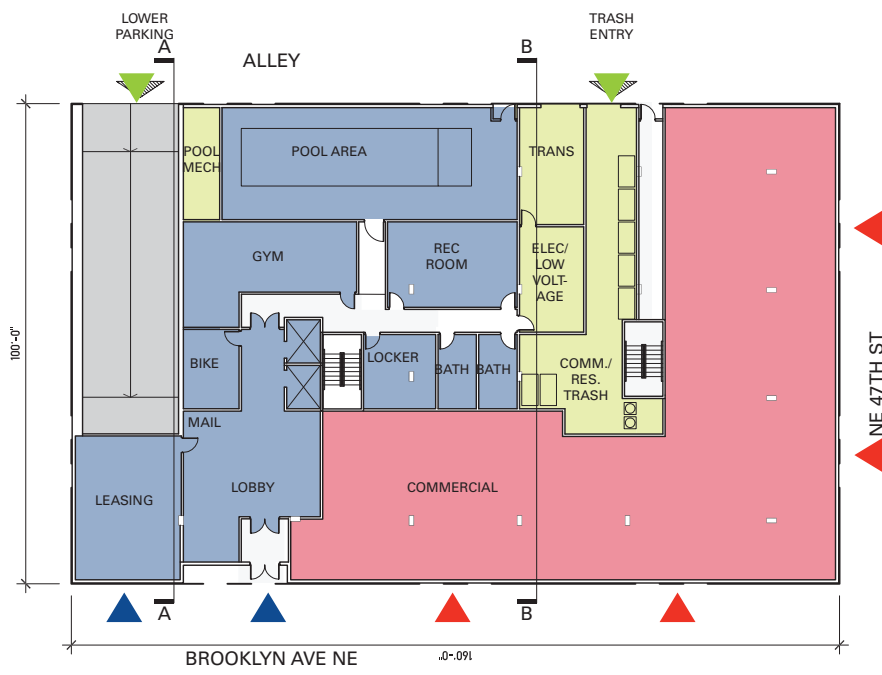 LOWER
PARKING
TRASH
ENTRY
A
B
ALLEY
POOL
MECH
POOL AREA
TRANS
GYM
REC
ROOM
ELEC/
LOW
VOLT-
AGE
100'-0"
NE 47TH ST
BIKE
LOCKER
BATH
BATH
COMM./
RES.
TRASH
MAIL
LEASING
LOBBY
COMMERCIAL
A
B
BROOKLYN AVE NE
160'-0"